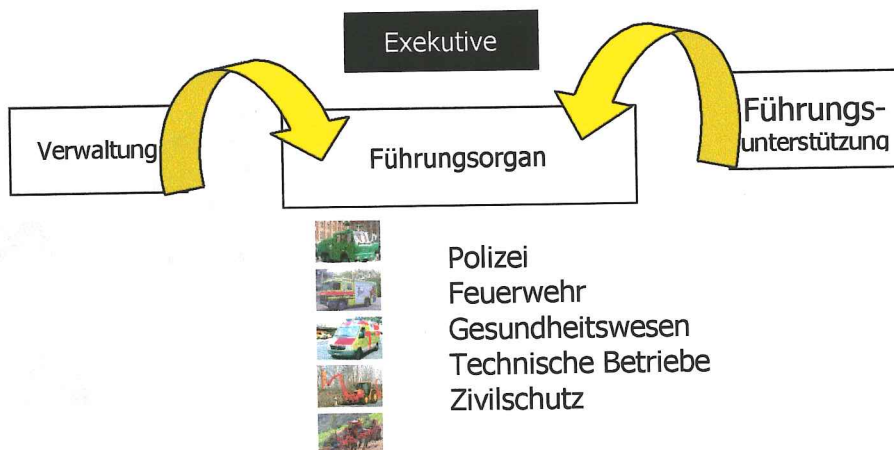 Exekutive
Verwaltung
Führungsorgan
Führungs-
unterstützung
Polizei
Feuerwehr
Gesundheitswesen
Technische Betriebe
Zivilschutz